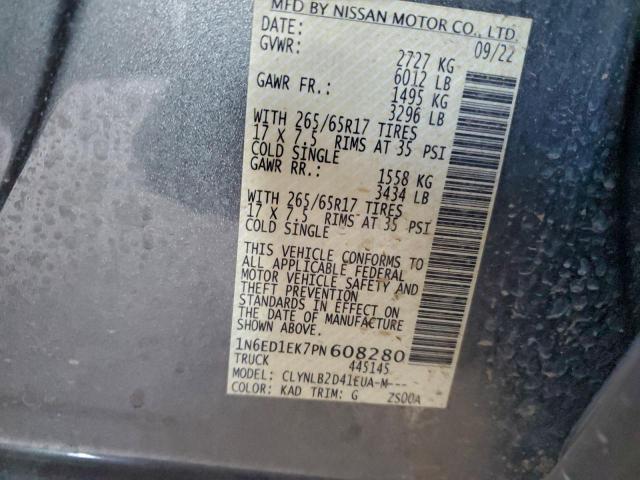 MFD BY NISSAN MOTOR CO., LTD.
DATE: 09/22
GVWR: 2727 KG
6012 LB
GAWR FR.: 1495 KG
3296 LB
WITH 265/65R17 TIRES
17 X 7.5 RIMS AT 35 PSI
COLD SINGLE
GAWR RR.: 1558 KG
3434 LB
WITH 265/65R17 TIRES
17 X 7.5 RIMS AT 35 PSI
COLD SINGLE
THIS VEHICLE CONFORMS TO
ALL APPLICABLE FEDERAL
MOTOR VEHICLE SAFETY AND
THEFT PREVENTION
STANDARDS IN EFFECT ON
THE DATE OF MANUFACTURE
SHOWN ABOVE.
1N6ED1EK7PN608280
TRUCK 445145
MODEL: CLYNLB2D41EUA-M---
COLOR: KAD TRIM: G ZS00A